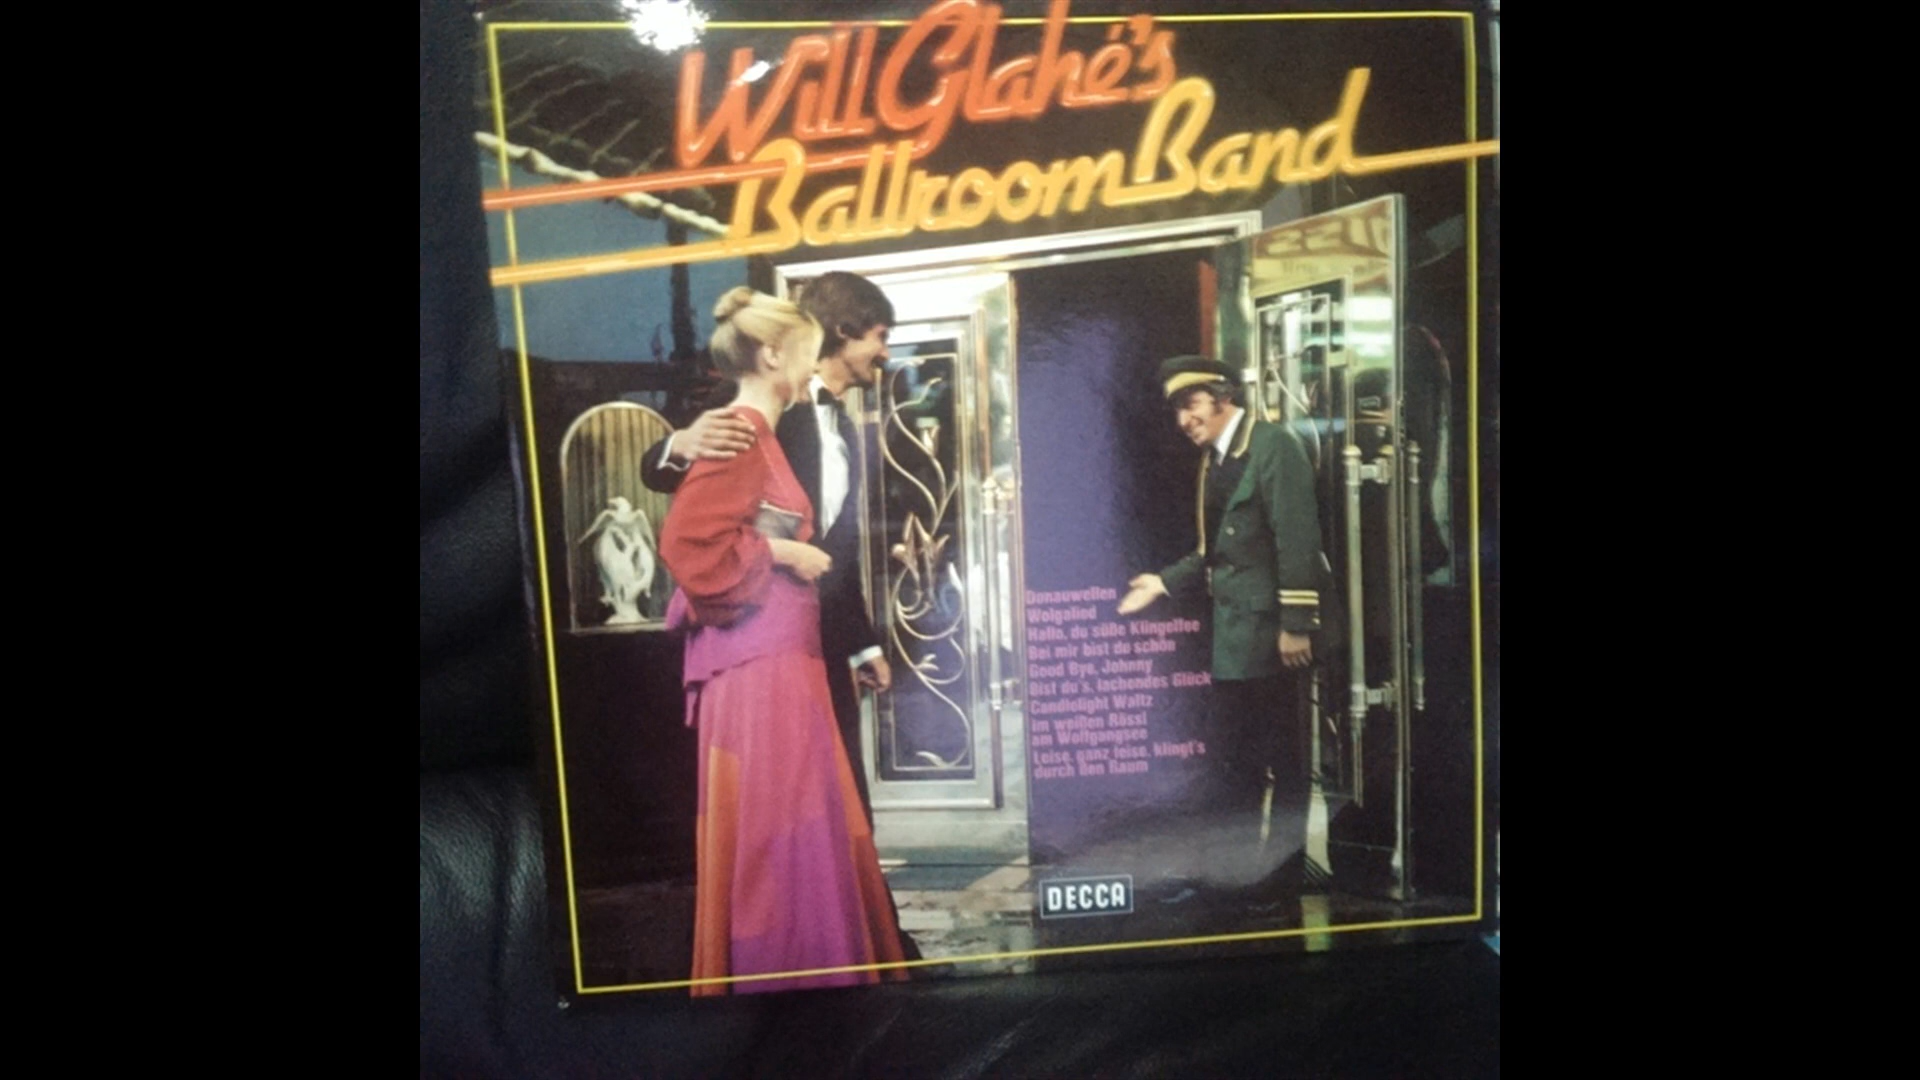 Will Glahé's
Ballroom Band
Donauwellen
Wolgalied
Hallo, du süße Klingelfee
Bei mir bist du schön
Good Bye, Johnny
Bist du's, lachendes Glück
Candlelight Waltz
Im weißen Rössl
am Wolfgangsee
Leise, ganz leise, klingt's
durch den Raum
DECCA